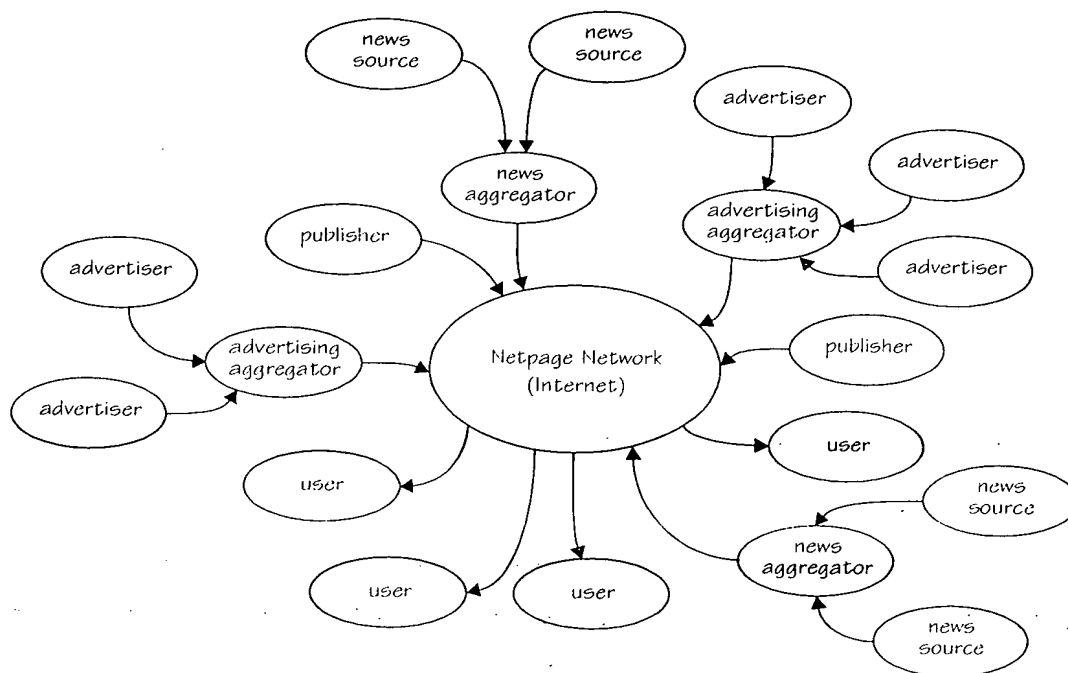 news
source
news
source
advertiser
advertiser
news
aggregator
advertising
aggregator
publisher
advertiser
advertiser
Netpage Network
(Internet)
publisher
advertising
aggregator
advertiser
user
user
news
source
news
aggregator
user
user
news
source